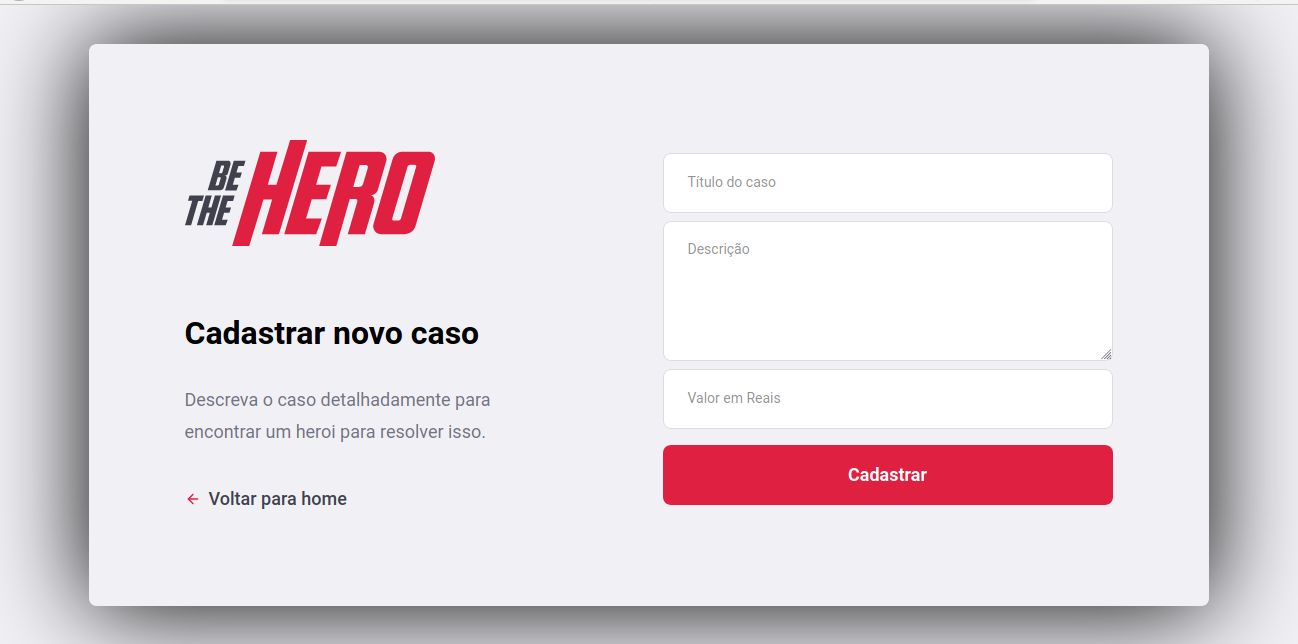 BE
THE HERO
Cadastrar novo caso
Descreva o caso detalhadamente para
encontrar um heroi para resolver isso.
Voltar para home
Título do caso
Descrição
Valor em Reais
Cadastrar